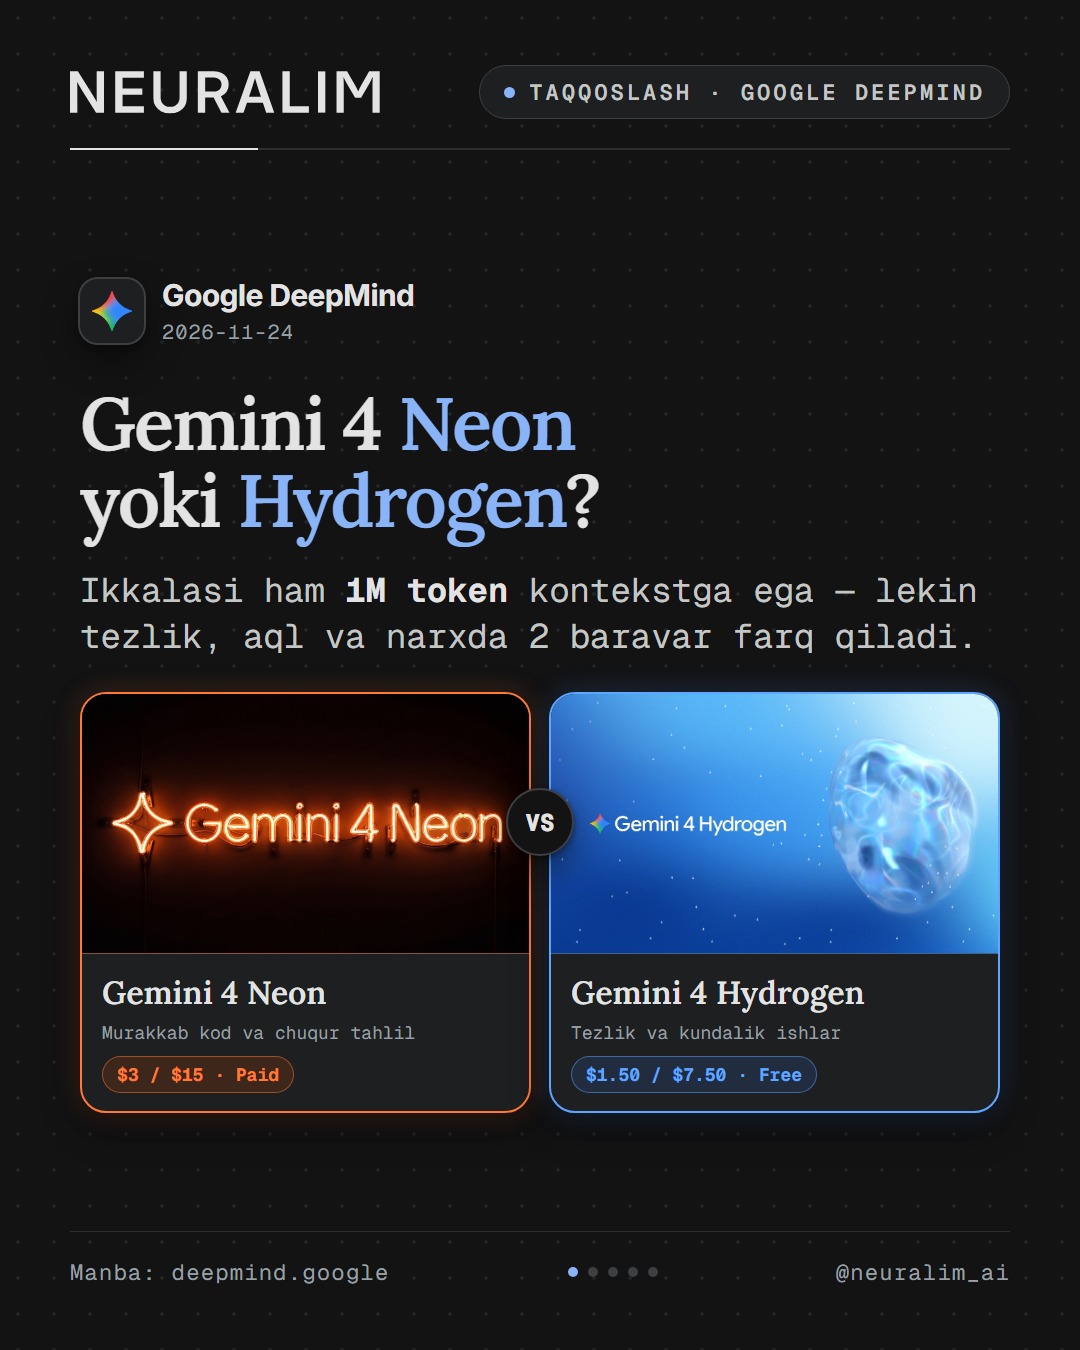 NEURALIM
TAQQOSLASH · GOOGLE DEEPMIND
Google DeepMind
2026-11-24
Gemini 4 Neon
yoki Hydrogen?
Ikkalasi ham 1M token kontekstga ega — lekin
tezlik, aql va narxda 2 baravar farq qiladi.
Gemini 4 Neon
VS
Gemini 4 Hydrogen
Gemini 4 Neon
Murakkab kod va chuqur tahlil
$3 / $15 · Paid
Gemini 4 Hydrogen
Tezlik va kundalik ishlar
$1.50 / $7.50 · Free
Manba: deepmind.google
@neuralim_ai